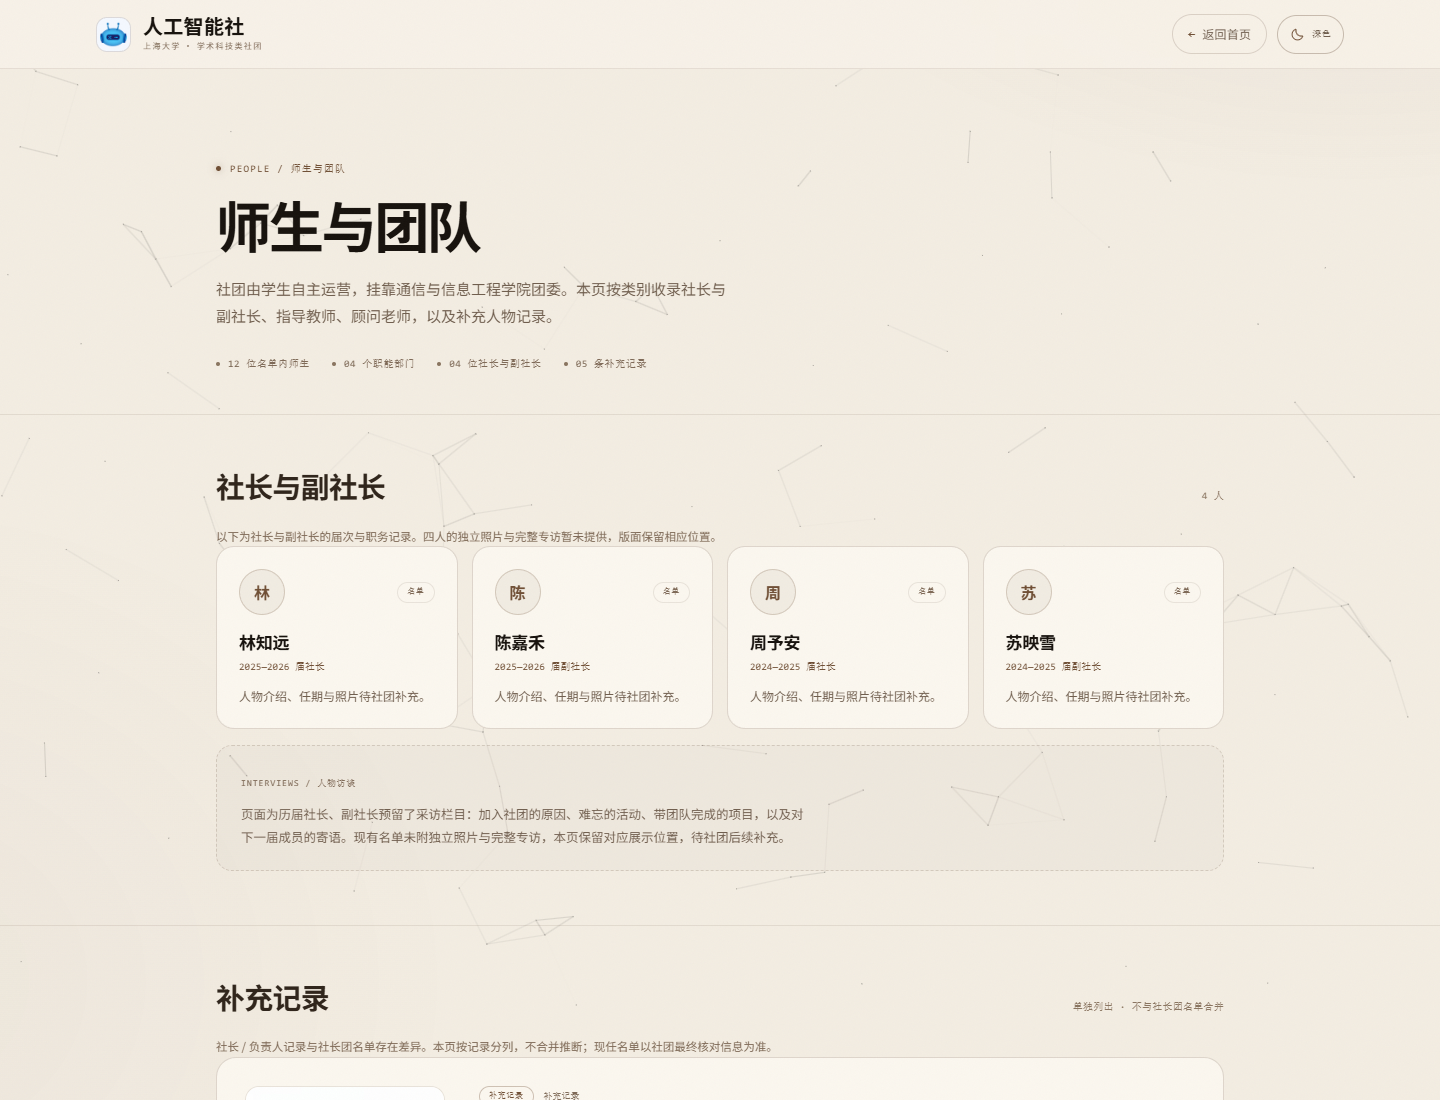 人工智能社
上海大学 · 学术科技类社团
← 返回首页
深色
PEOPLE / 师生与团队
师生与团队
社团由学生自主运营，挂靠通信与信息工程学院团委。本页按类别收录社长与
副社长、指导教师、顾问老师，以及补充人物记录。
12 位名单内师生
04 个职能部门
04 位社长与副社长
05 条补充记录
社长与副社长
4 人
以下为社长与副社长的届次与职务记录。四人的独立照片与完整专访暂未提供，版面保留相应位置。
林
名单
林知远
2025—2026 届社长
人物介绍、任期与照片待社团补充。
陈
名单
陈嘉禾
2025—2026 届副社长
人物介绍、任期与照片待社团补充。
周
名单
周予安
2024—2025 届社长
人物介绍、任期与照片待社团补充。
苏
名单
苏映雪
2024—2025 届副社长
人物介绍、任期与照片待社团补充。
INTERVIEWS / 人物访谈
页面为历届社长、副社长预留了采访栏目：加入社团的原因、难忘的活动、带团队完成的项目，以及对
下一届成员的寄语。现有名单未附独立照片与完整专访，本页保留对应展示位置，待社团后续补充。
补充记录
单独列出 · 不与社长团名单合并
社长 / 负责人记录与社长团名单存在差异。本页按记录分列，不合并推断；现任名单以社团最终核对信息为准。
补充记录
补充记录